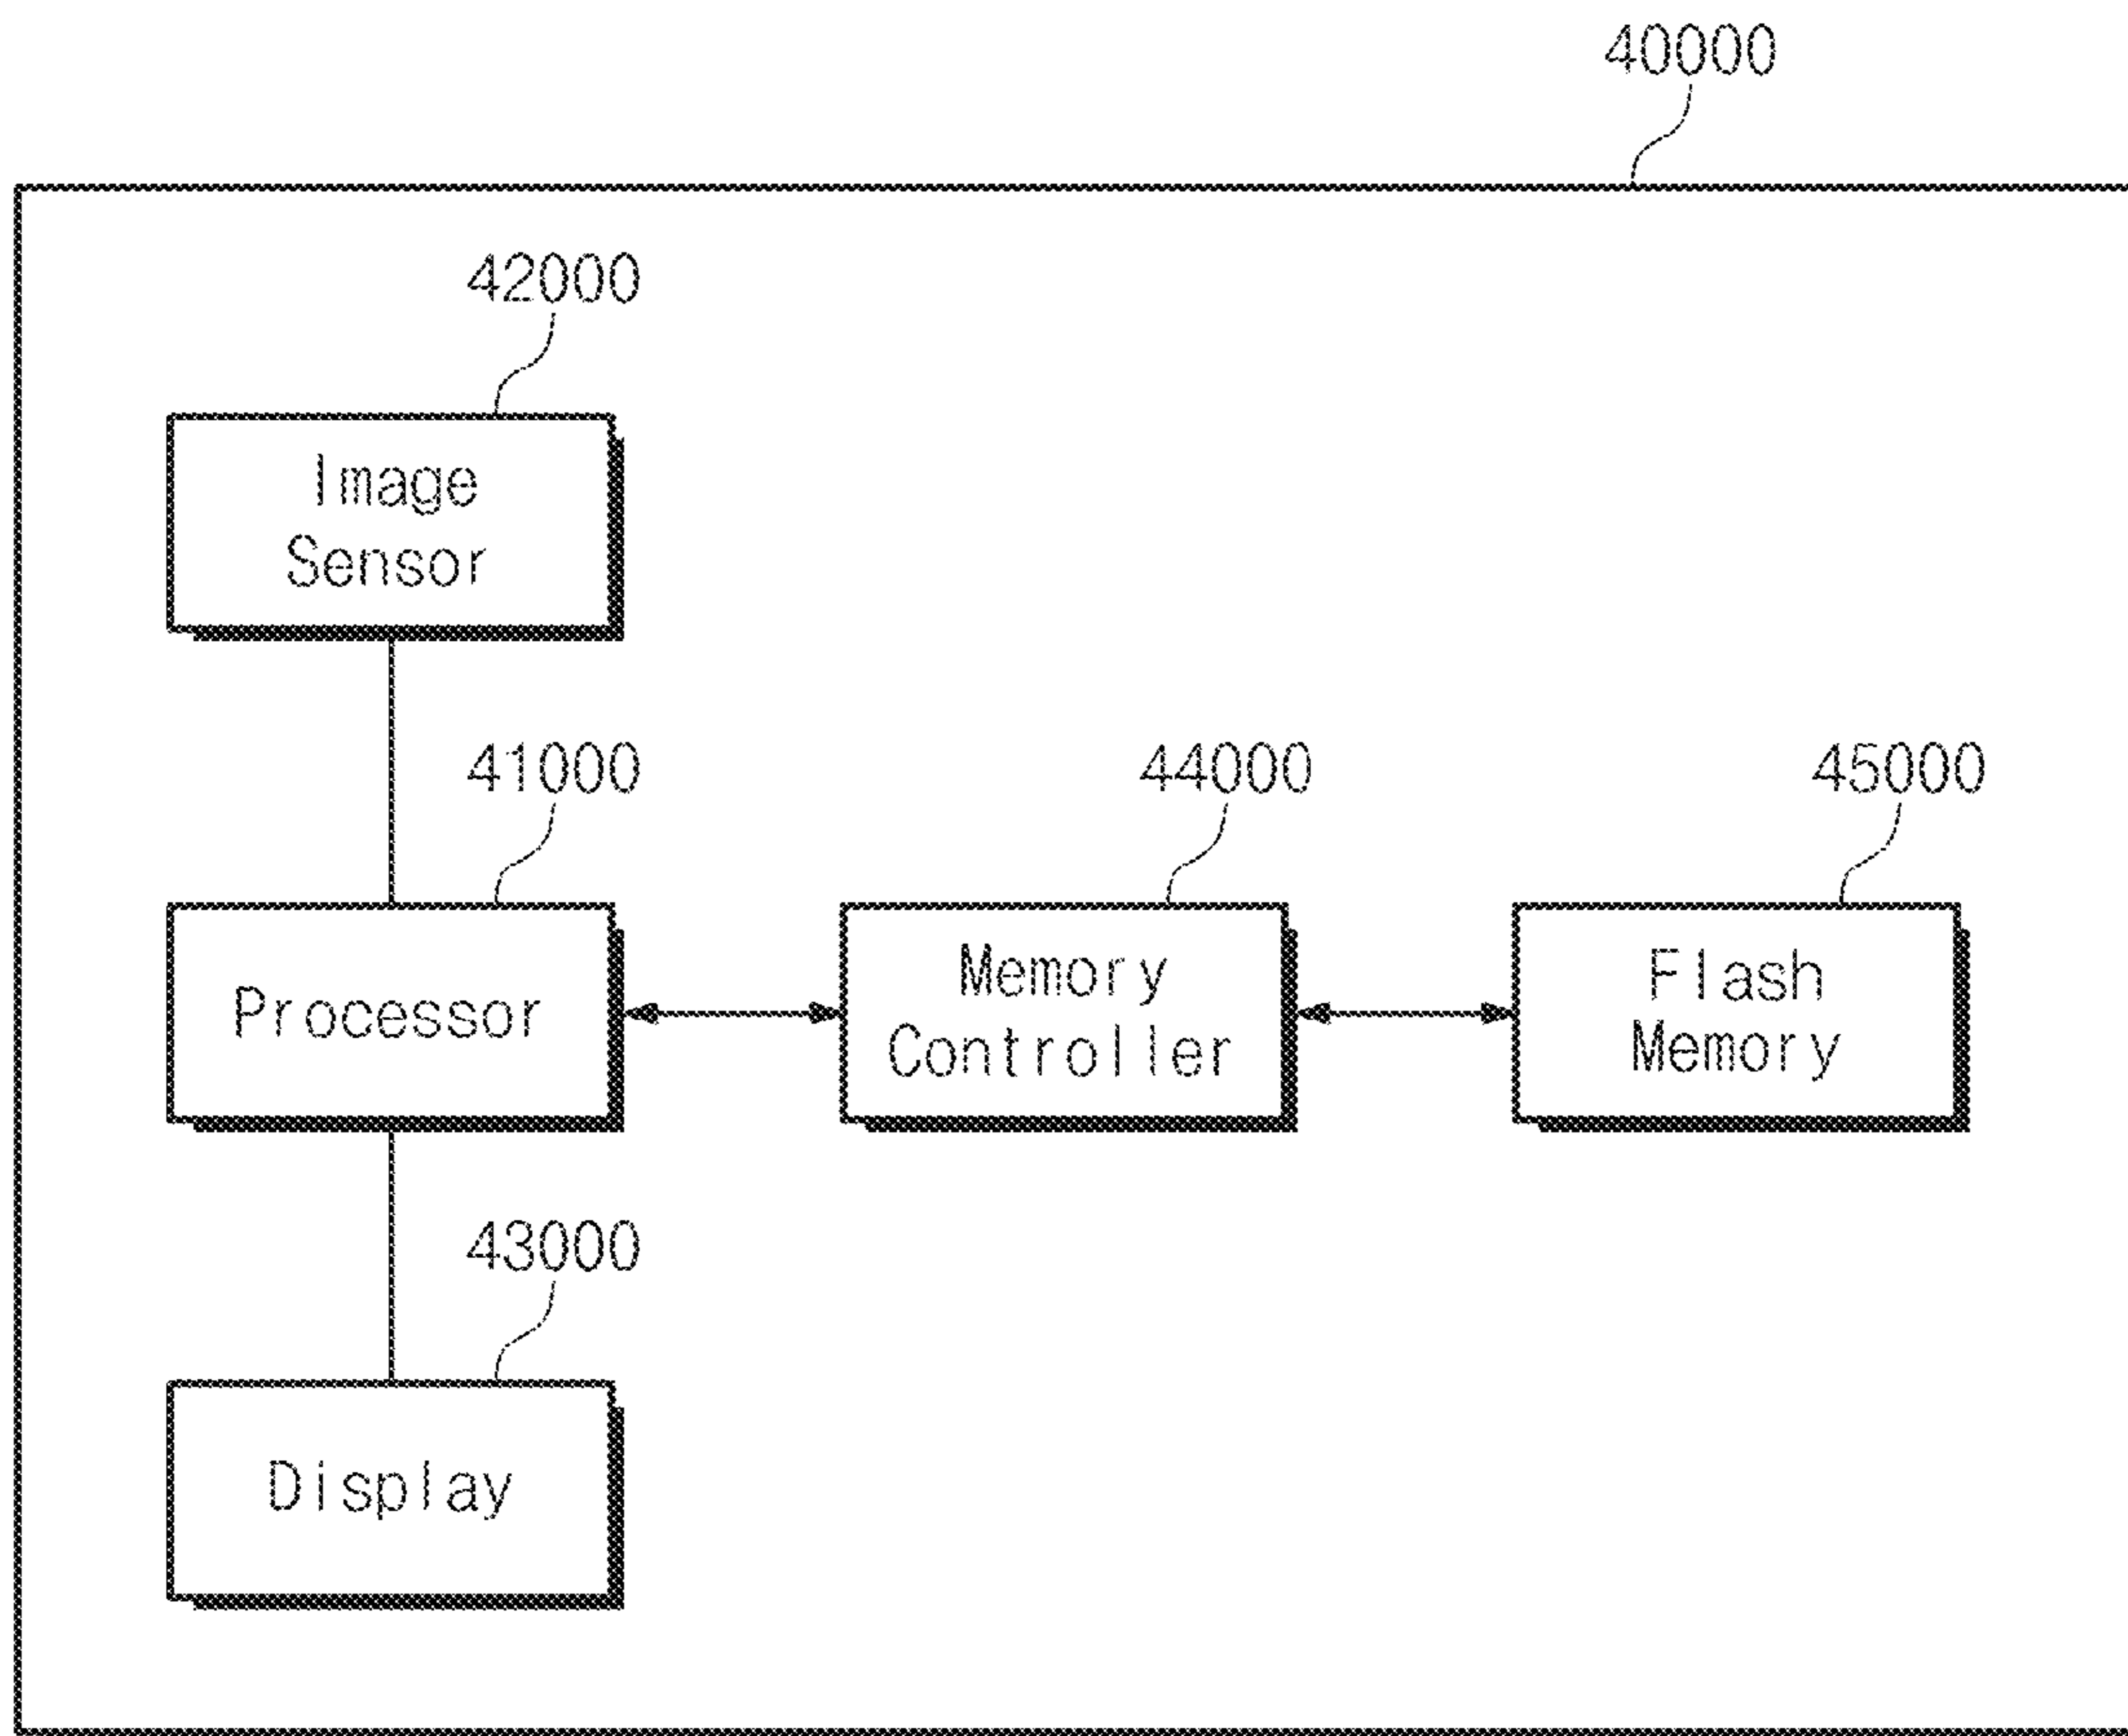 40000
42000
Image
Sensor
41000
44000
45000
Processor
Memory
Controller
Flash
Memory
43000
Display